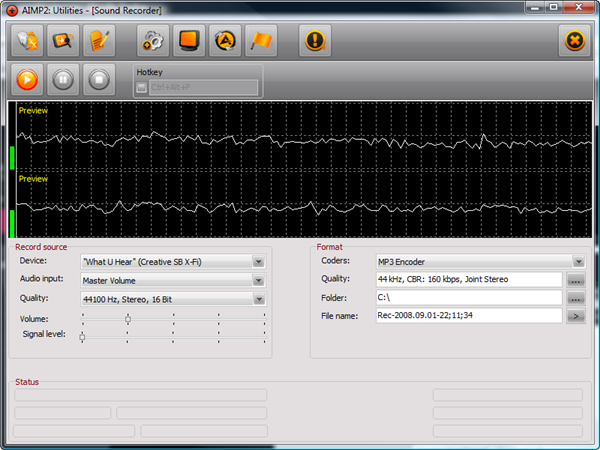 AIMP2: Utilities - [Sound Recorder]
Hotkey
Ctrl+Alt+P
Preview
Preview
Record source
Device:
"What U Hear" (Creative SB X-Fi)
Audio input:
Master Volume
Quality:
44100 Hz, Stereo, 16 Bit
Volume:
Signal level:
Format
Coders:
MP3 Encoder
Quality:
44 kHz, CBR: 160 kbps, Joint Stereo
...
Folder:
C:\
...
File name:
Rec-2008.09.01-22;11;34
>
Status